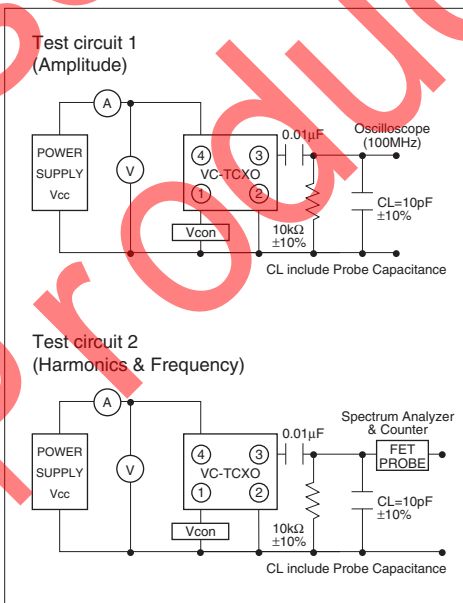 Test circuit 1
(Amplitude)
A
POWER
SUPPLY
Vcc
V
4
3
VC-TCXO
1
2
Vcon
0.01μF
Oscilloscope
(100MHz)
10kΩ
±10%
CL=10pF
±10%
CL include Probe Capacitance
Test circuit 2
(Harmonics & Frequency)
A
POWER
SUPPLY
Vcc
V
4
3
VC-TCXO
1
2
Vcon
0.01μF
Spectrum Analyzer
& Counter
FET
PROBE
10kΩ
±10%
CL=10pF
±10%
CL include Probe Capacitance